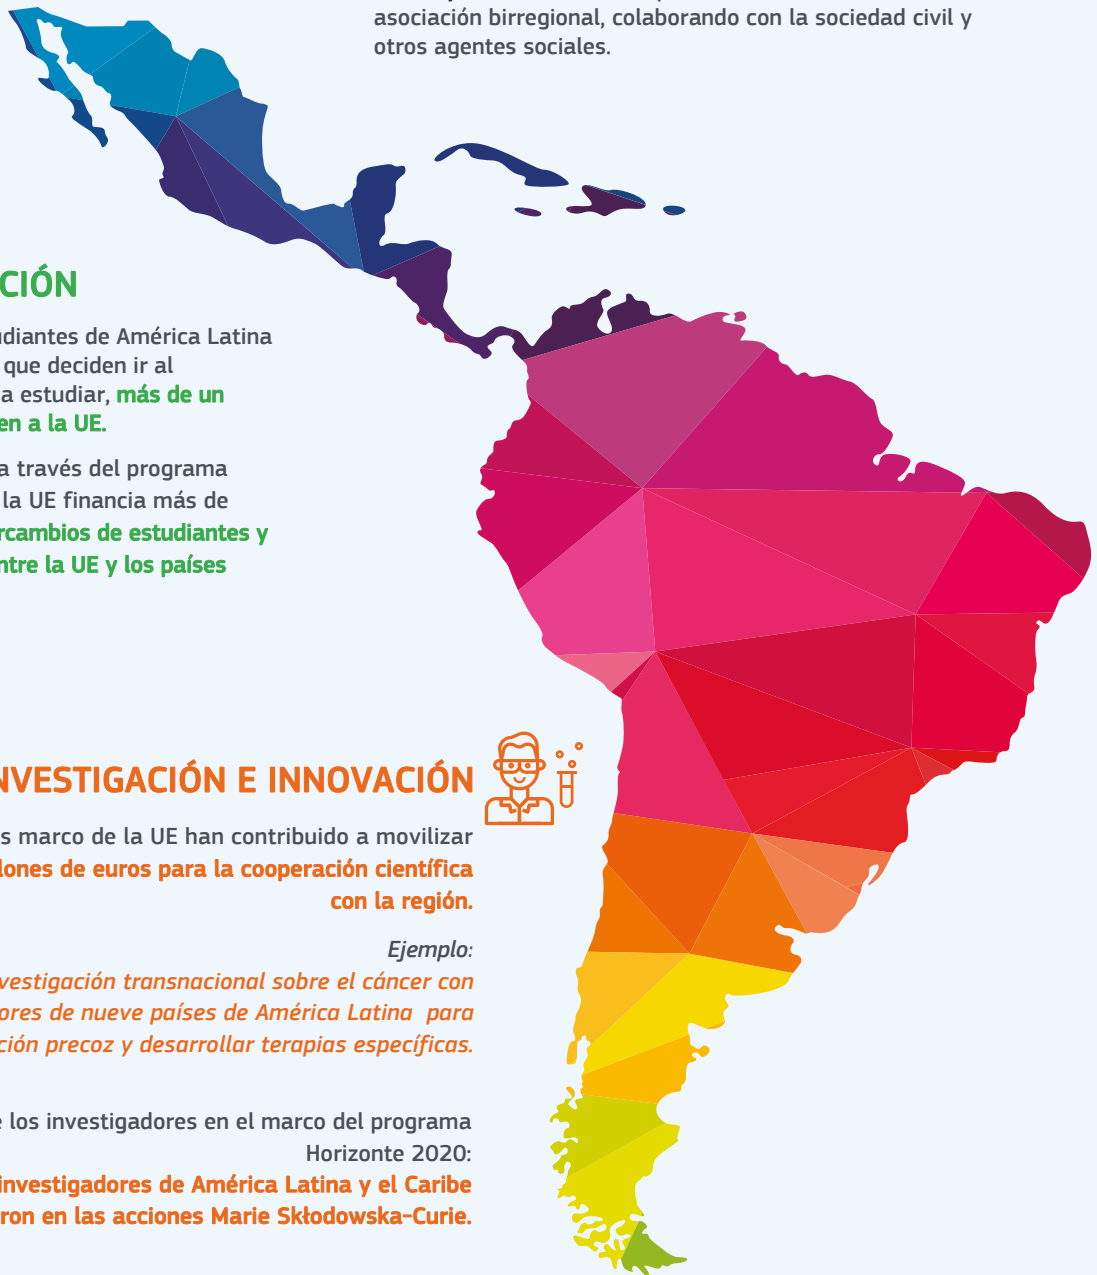 asociación birregional, colaborando con la sociedad civil y
otros agentes sociales.
CIÓN
udiantes de América Latina
que deciden ir al
a estudiar, más de un
en a la UE.
a través del programa
la UE financia más de
rcambios de estudiantes y
ntre la UE y los países
NVESTIGACIÓN E INNOVACIÓN
s marco de la UE han contribuido a movilizar
lones de euros para la cooperación científica
con la región.
Ejemplo:
vestigación transnacional sobre el cáncer con
ores de nueve países de América Latina para
ción precoz y desarrollar terapias específicas.
e los investigadores en el marco del programa
Horizonte 2020:
investigadores de América Latina y el Caribe
ron en las acciones Marie Skłodowska-Curie.